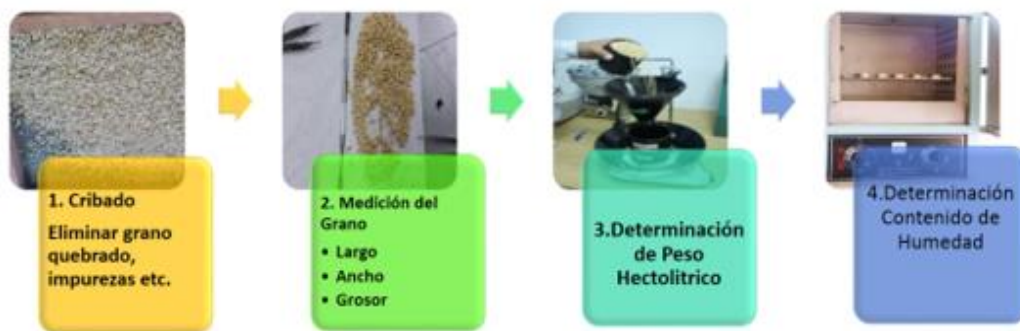 1. Cribado
Eliminar grano
quebrado,
impurezas etc.
2. Medición del
Grano
• Largo
• Ancho
• Grosor
3.Determinación
de Peso
Hectolitrico
4.Determinación
Contenido de
Humedad